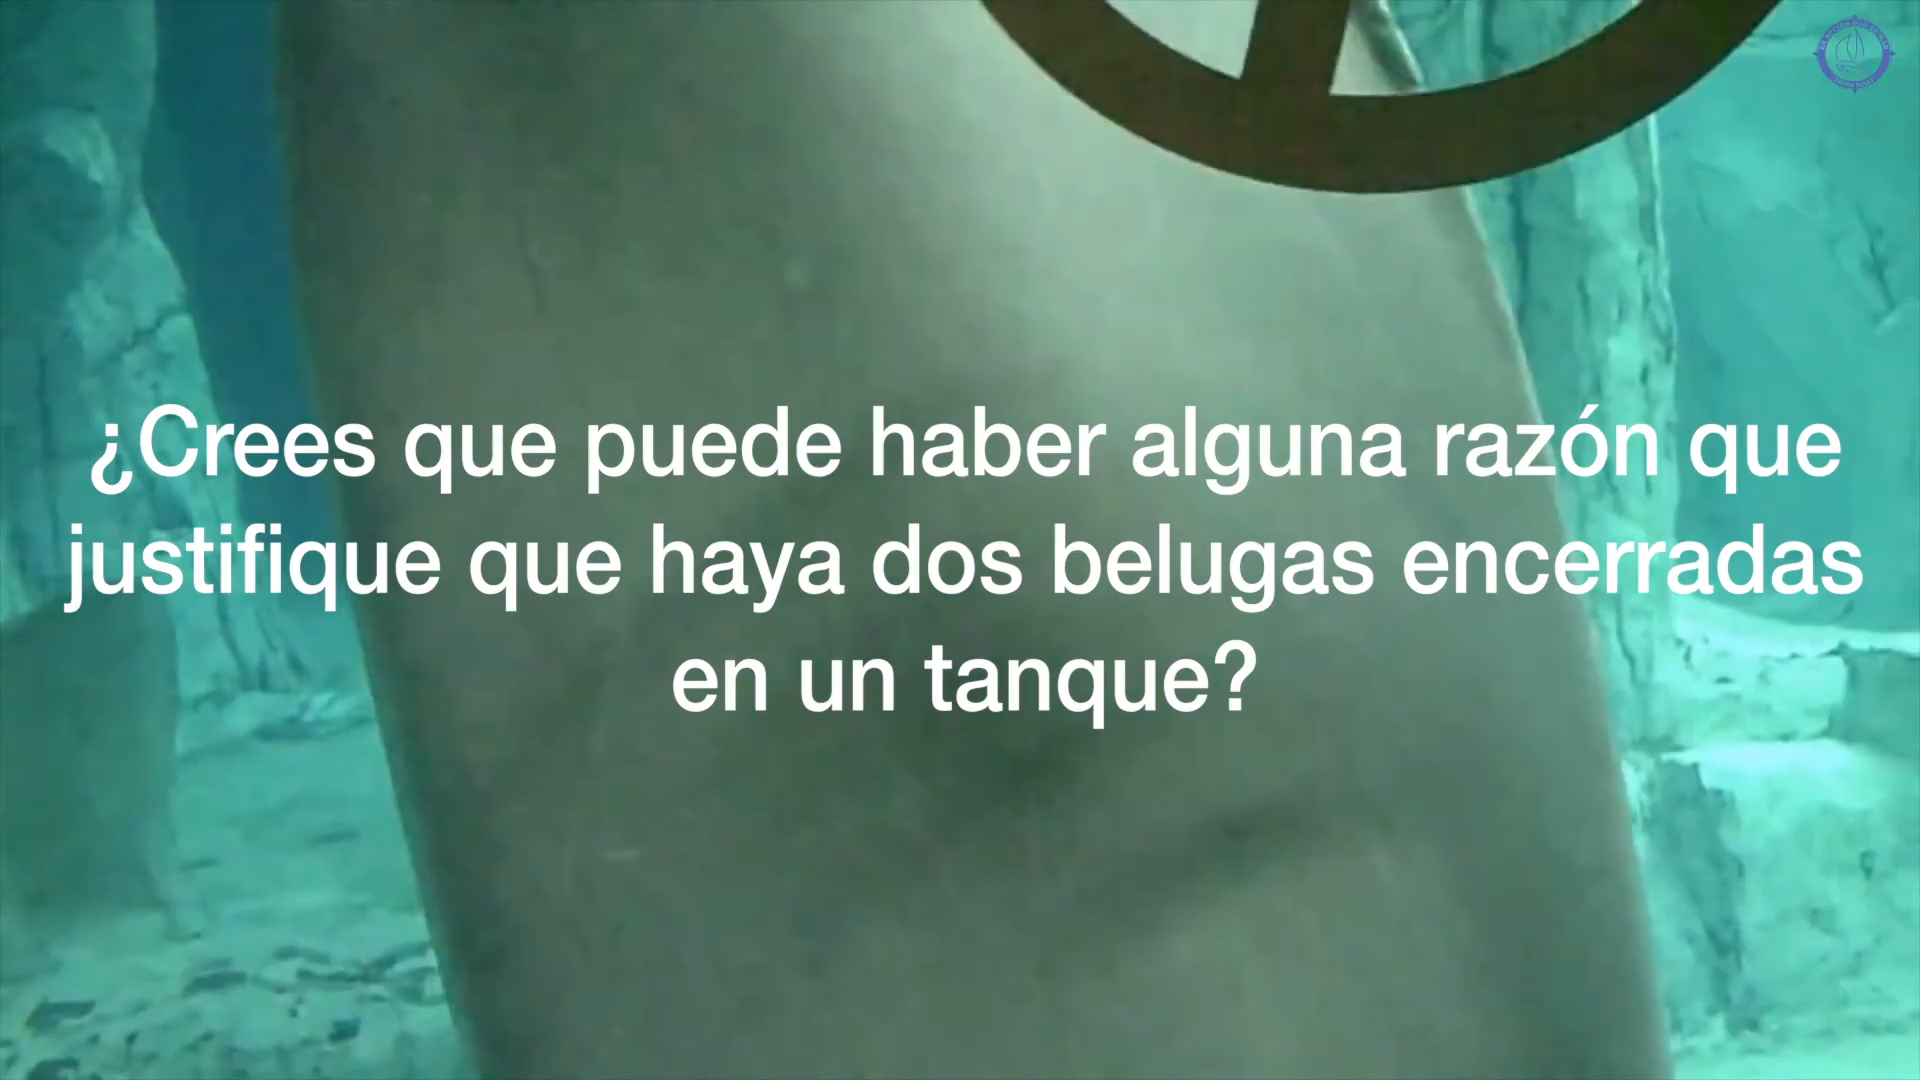 ¿Crees que puede haber alguna razón que
justifique que haya dos belugas encerradas
en un tanque?